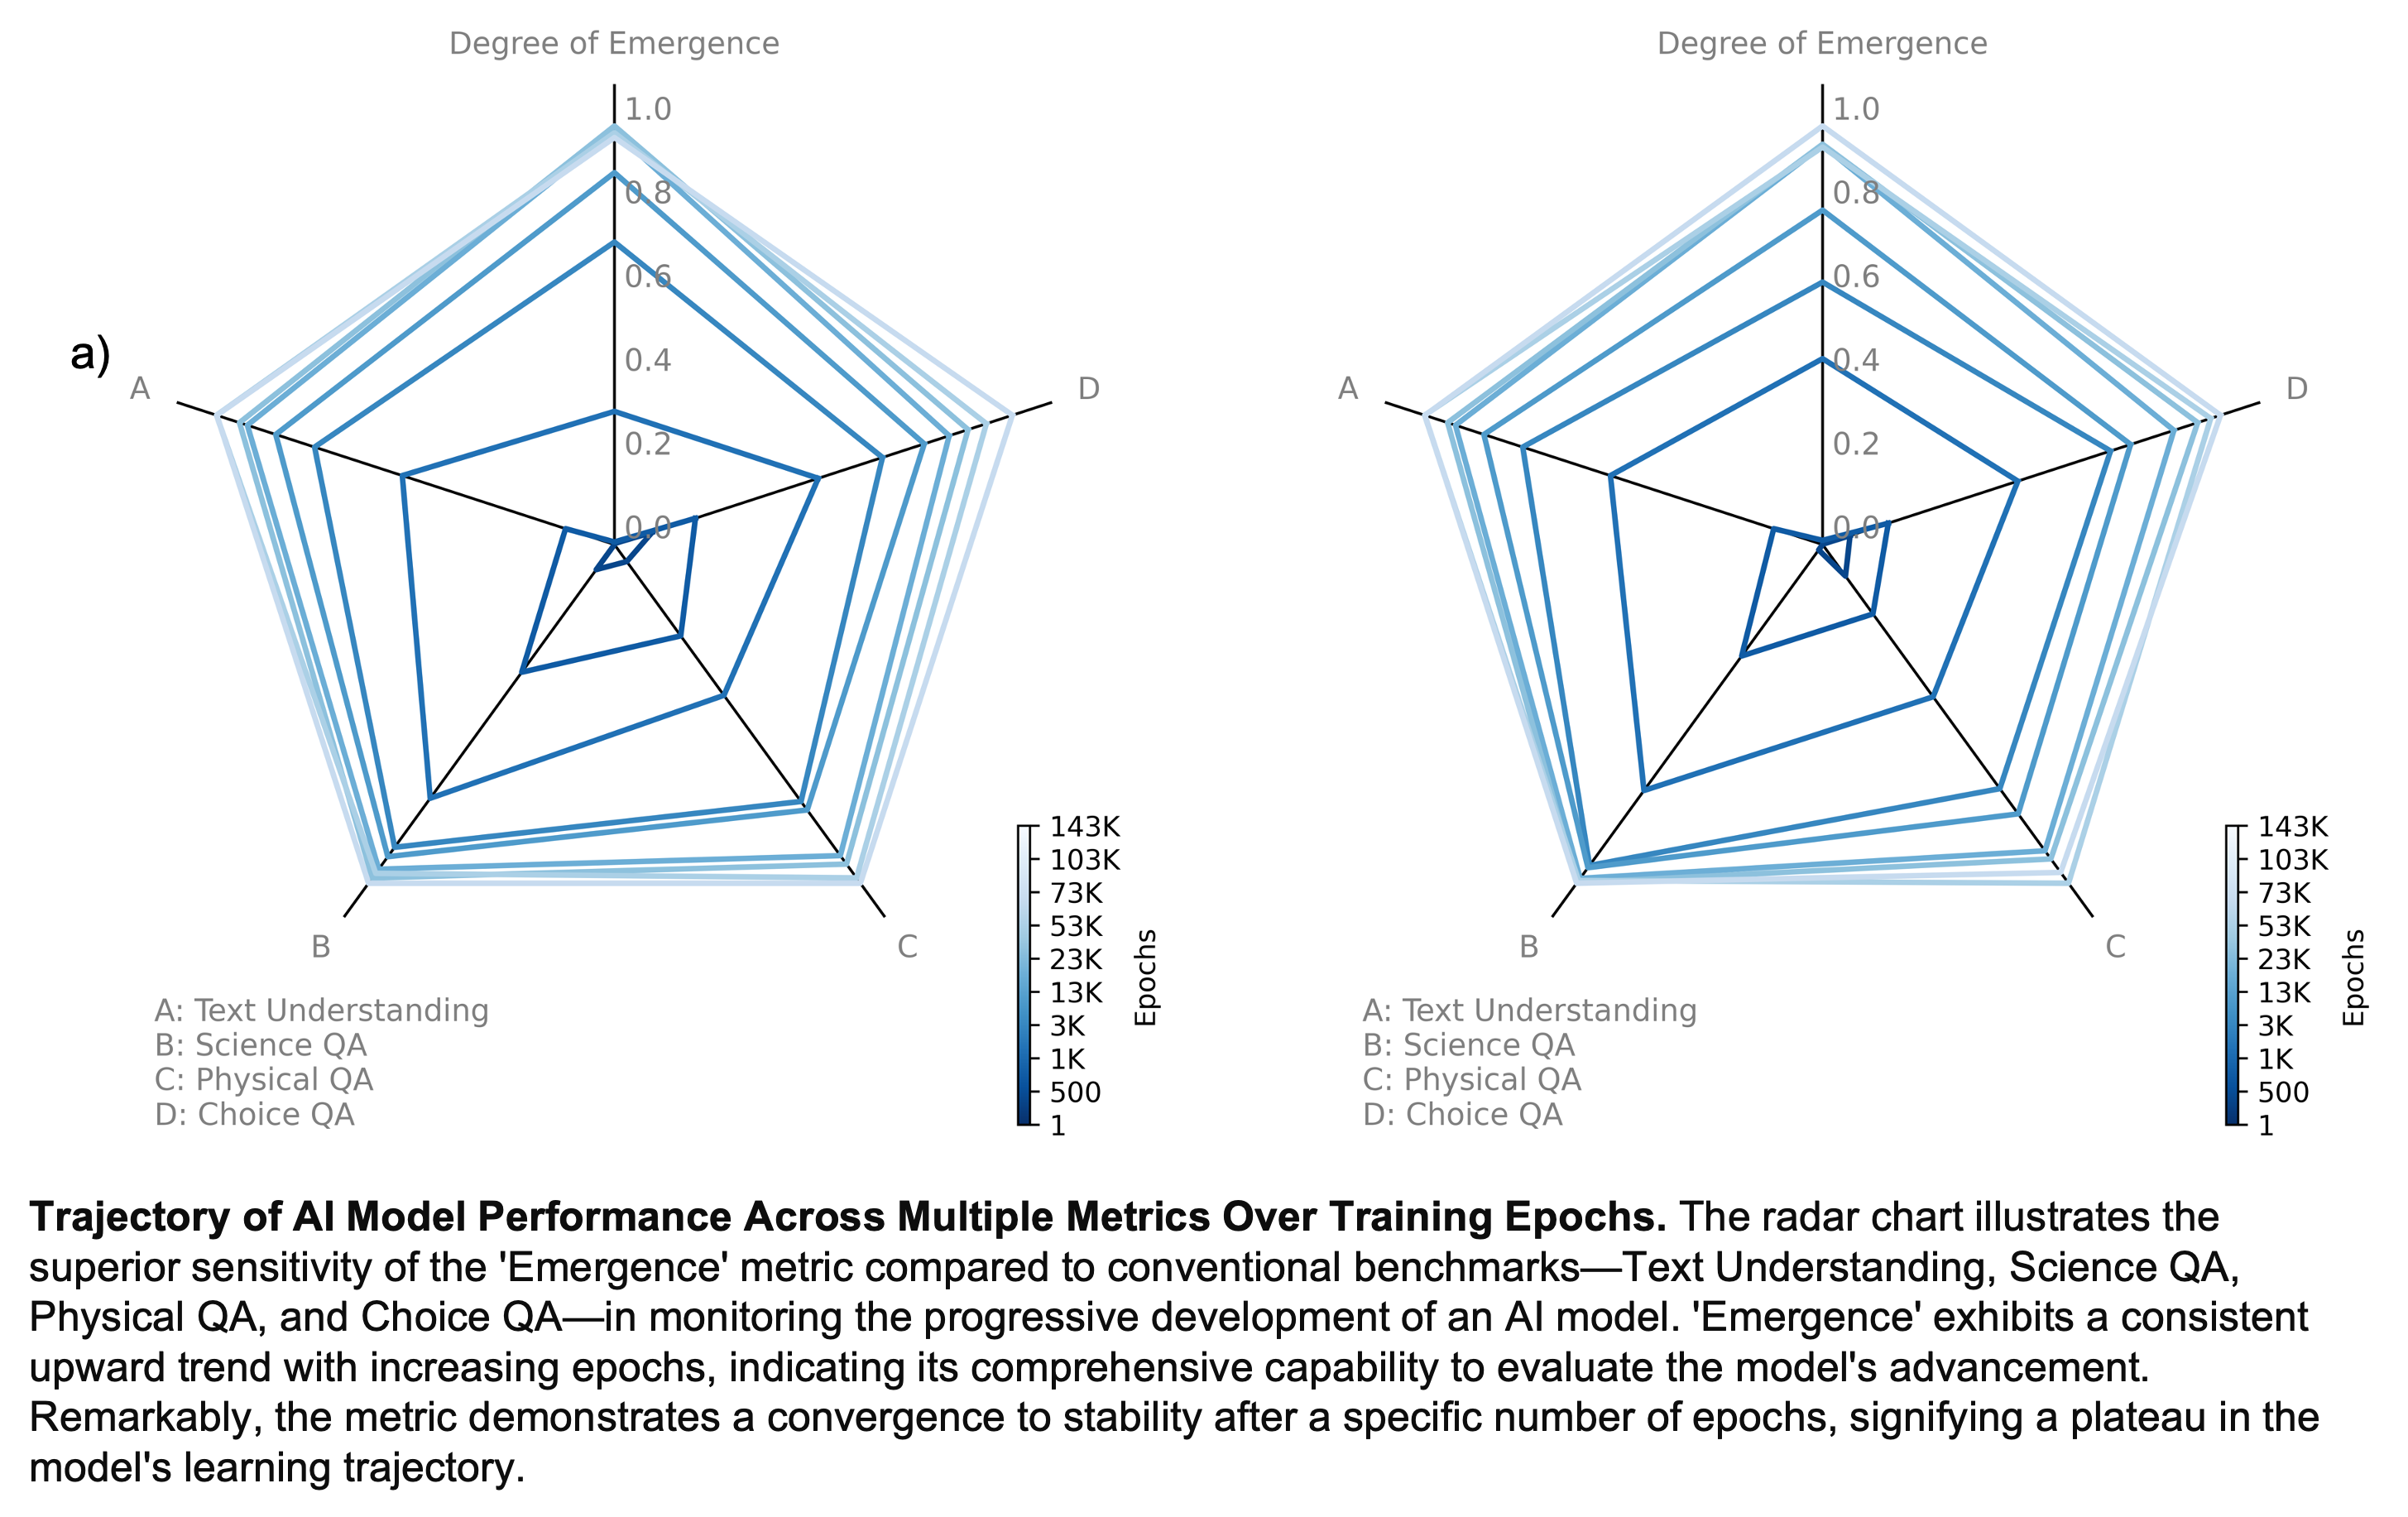 Degree of Emergence
1.0
0.8
0.6
0.4
0.2
0.0
a)
A
D
B
C
A: Text Understanding
B: Science QA
C: Physical QA
D: Choice QA
143K
103K
73K
53K
23K
13K
3K
1K
500
1
Epochs
Degree of Emergence
1.0
0.8
0.6
0.4
0.2
0.0
A
D
B
C
A: Text Understanding
B: Science QA
C: Physical QA
D: Choice QA
143K
103K
73K
53K
23K
13K
3K
1K
500
1
Epochs
Trajectory of AI Model Performance Across Multiple Metrics Over Training Epochs. The radar chart illustrates the
superior sensitivity of the 'Emergence' metric compared to conventional benchmarks—Text Understanding, Science QA,
Physical QA, and Choice QA—in monitoring the progressive development of an AI model. 'Emergence' exhibits a consistent
upward trend with increasing epochs, indicating its comprehensive capability to evaluate the model's advancement.
Remarkably, the metric demonstrates a convergence to stability after a specific number of epochs, signifying a plateau in the
model's learning trajectory.